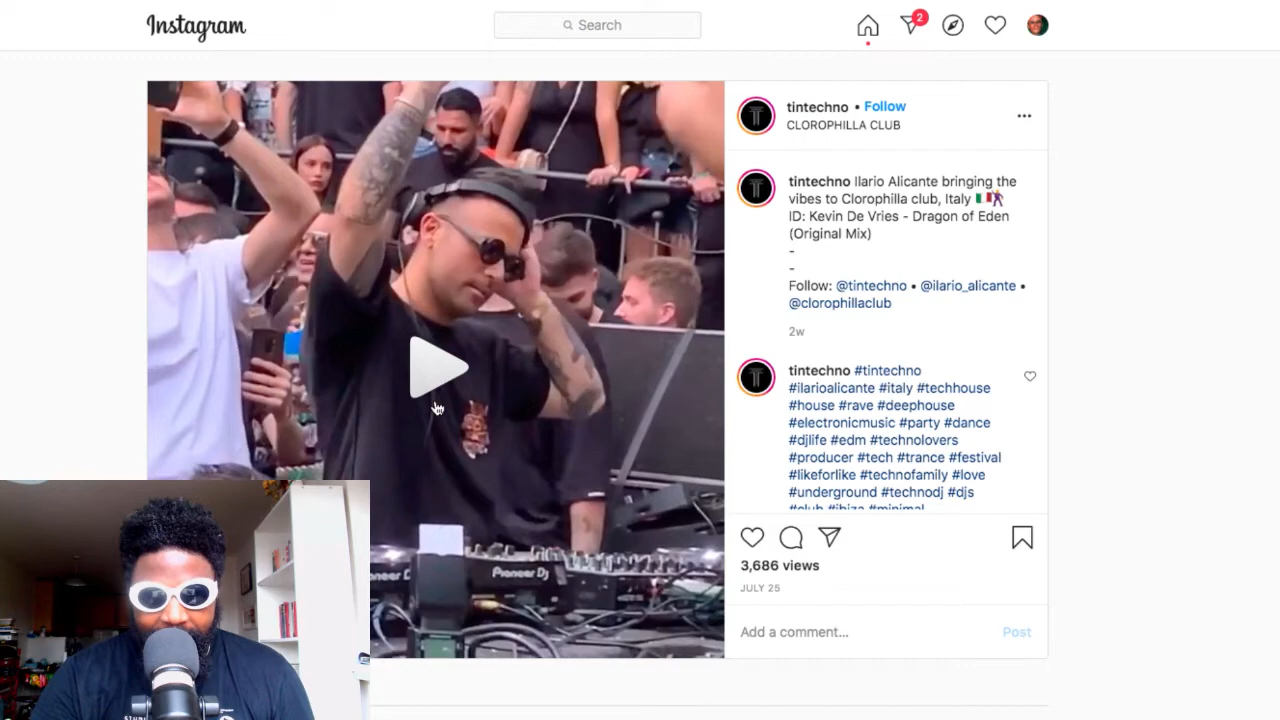 Instagram
Search
2
tintechno • Follow
CLOROPHILLA CLUB
tintechno Ilario Alicante bringing the
vibes to Clorophilla club, Italy 🇮🇹🕺
ID: Kevin De Vries - Dragon of Eden
(Original Mix)
-
-
Follow: @tintechno • @ilario_alicante •
@clorophillaclub
2w
tintechno #tintechno
#ilarioalicante #italy #techhouse
#house #rave #deephouse
#electronicmusic #party #dance
#djlife #edm #technolovers
#producer #tech #trance #festival
#likeforlike #technofamily #love
#underground #technodj #djs
#club #ibiza #minimal
3,686 views
JULY 25
Add a comment...
Post
Pioneer Dj